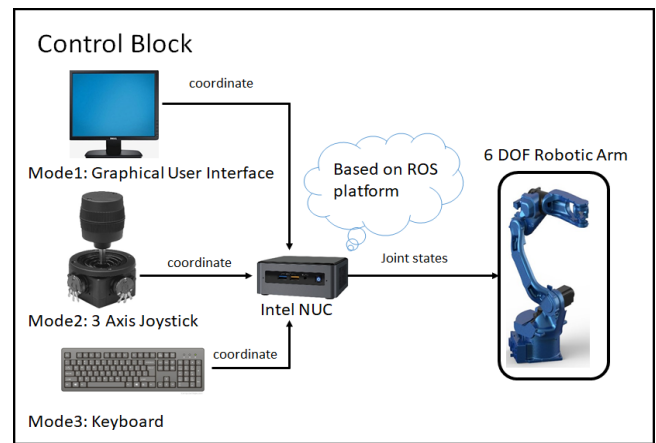 Control Block
coordinate
Mode1: Graphical User Interface
Based on ROS
platform
6 DOF Robotic Arm
coordinate
Joint states
Mode2: 3 Axis Joystick
Intel NUC
coordinate
Mode3: Keyboard